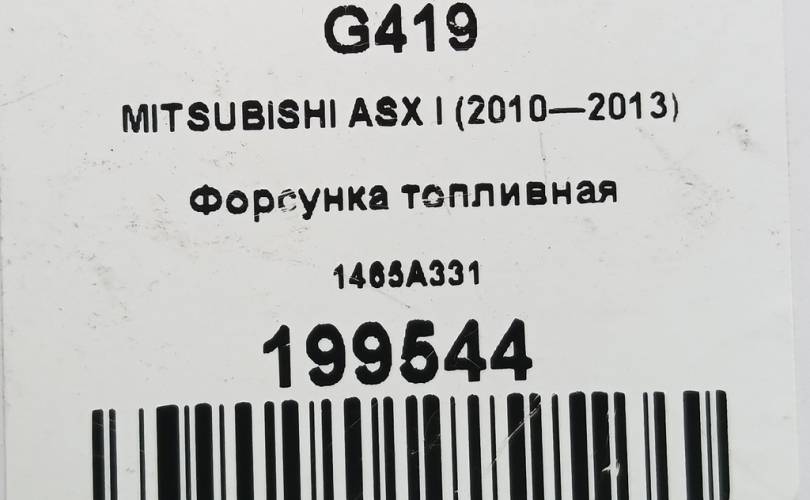 G419
MITSUBISHI ASX I (2010—2013)
Форсунка топливная
1465A331
199544